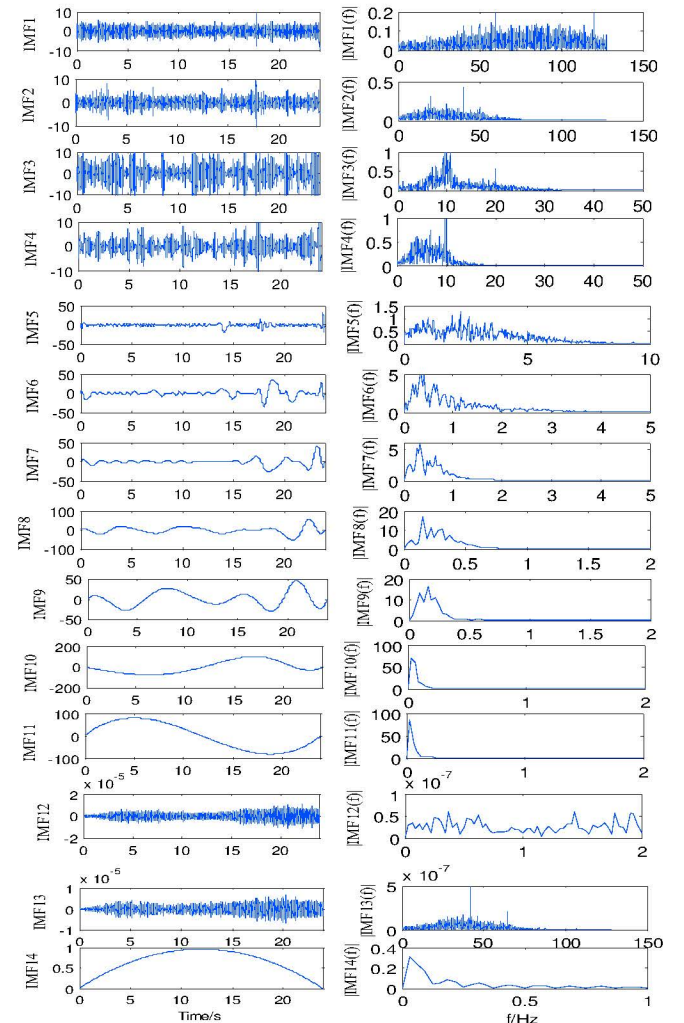 IMF1
10
0
-10
0 5 10 15 20
|IMF1(f)|
0.2
0.1
0
0 50 100 150
IMF2
10
0
-10
0 5 10 15 20
|IMF2(f)|
0.5
0
0 50 100 150
IMF3
10
0
-10
0 5 10 15 20
|IMF3(f)|
1
0.5
0
0 10 20 30 40 50
IMF4
10
0
-10
0 5 10 15 20
|IMF4(f)|
1
0.5
0
0 10 20 30 40 50
IMF5
50
0
-50
0 5 10 15 20
|IMF5(f)|
1.5
1
0.5
0
0 5 10
IMF6
50
0
-50
0 5 10 15 20
|IMF6(f)|
5
0
0 1 2 3 4 5
IMF7
50
0
-50
0 5 10 15 20
|IMF7(f)|
5
0
0 1 2 3 4 5
IMF8
100
0
-100
0 5 10 15 20
|IMF8(f)|
20
10
0
0 0.5 1 1.5 2
IMF9
50
0
-50
0 5 10 15 20
|IMF9(f)|
20
10
0
0 0.5 1 1.5 2
IMF10
200
0
-200
0 5 10 15 20
|IMF10(f)|
100
50
0
0 1 2
IMF11
100
0
-100
0 5 10 15 20
|IMF11(f)|
100
50
0
0 1 2
IMF12
x 10-5
2
0
-2
0 5 10 15 20
|IMF12(f)|
x 10-7
1
0.5
0
0 0.5 1 1.5 2
IMF13
x 10-5
1
0
-1
0 5 10 15 20
|IMF13(f)|
x 10-7
5
0
0 50 100 150
IMF14
1
0.5
0
0 5 10 15 20
Time/s
|IMF14(f)|
0.4
0.2
0
0 0.5 1
f/Hz